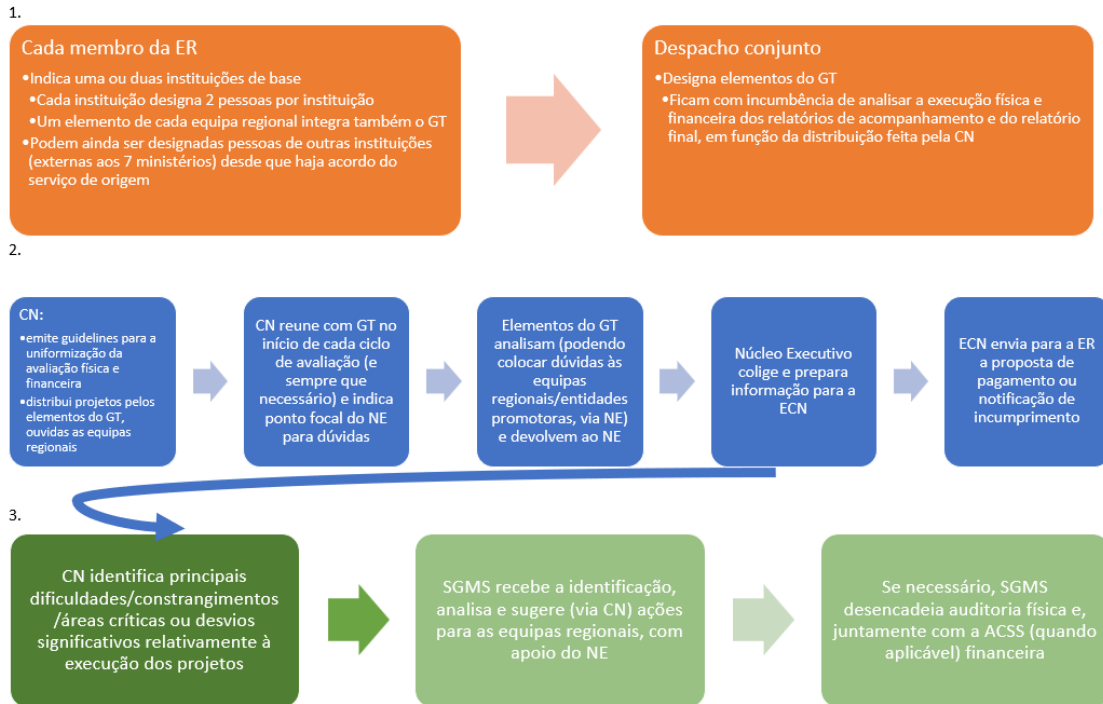 1.
Cada membro da ER
•Indica uma ou duas instituições de base
•Cada instituição designa 2 pessoas por instituição
•Um elemento de cada equipa regional integra também o GT
•Podem ainda ser designadas pessoas de outras instituições
(externas aos 7 ministérios) desde que haja acordo do
serviço de origem
Despacho conjunto
•Designa elementos do GT
•Ficam com incumbência de analisar a execução física e
financeira dos relatórios de acompanhamento e do relatório
final, em função da distribuição feita pela CN
2.
CN:
•emite guidelines para a
uniformização da
avaliação física e
financeira
•distribui projetos pelos
elementos do GT,
ouvidas as equipas
regionais
CN reune com GT no
início de cada ciclo
de avaliação (e
sempre que
necessário) e indica
ponto focal do NE
para dúvidas
Elementos do GT
analisam (podendo
colocar dúvidas às
equipas
regionais/entidades
promotoras, via NE)
e devolvem ao NE
Núcleo Executivo
colige e prepara
informação para a
ECN
ECN envia para a ER
a proposta de
pagamento ou
notificação de
incumprimento
3.
CN identifica principais
dificuldades/constrangimentos
/áreas críticas ou desvios
significativos relativamente à
execução dos projetos
SGMS recebe a identificação,
analisa e sugere (via CN) ações
para as equipas regionais, com
apoio do NE
Se necessário, SGMS
desencadeia auditoria física e,
juntamente com a ACSS (quando
aplicável) financeira